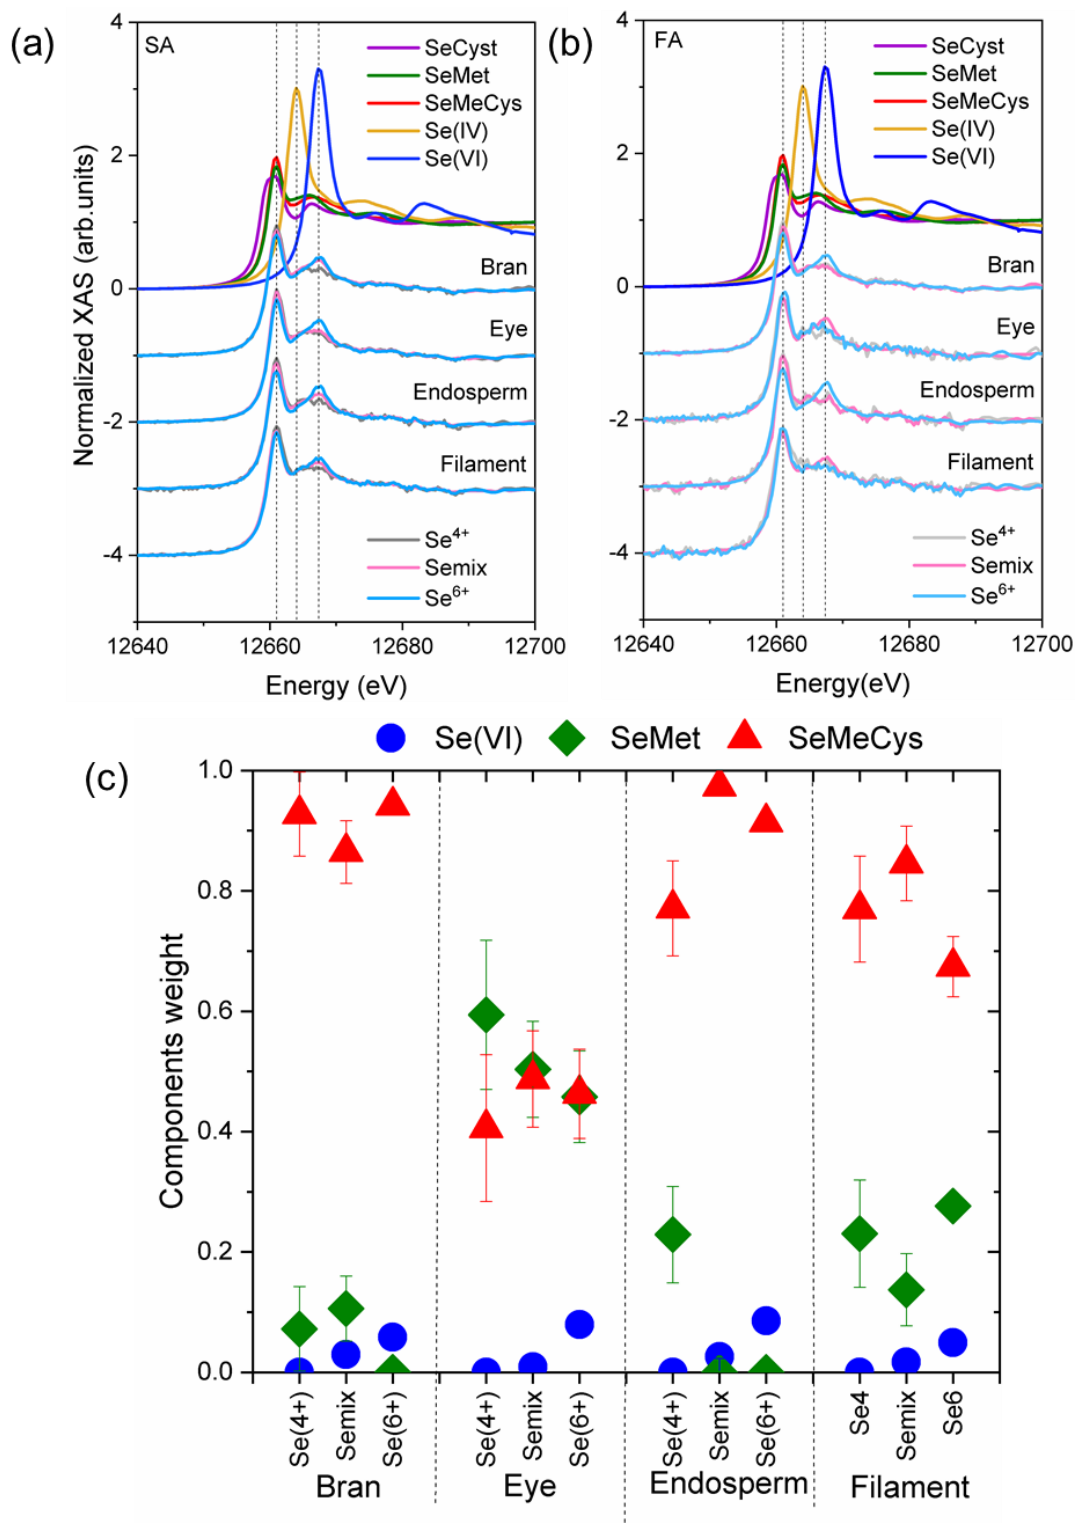 (a)
SA
SeCyst
SeMet
SeMeCys
Se(IV)
Se(VI)
Bran
Eye
Endosperm
Filament
Se4+
Semix
Se6+
4
2
0
-2
-4
Normalized XAS (arb.units)
12640 12660 12680 12700
Energy (eV)
(b)
FA
SeCyst
SeMet
SeMeCys
Se(IV)
Se(VI)
Bran
Eye
Endosperm
Filament
Se4+
Semix
Se6+
4
2
0
-2
-4
12640 12660 12680 12700
Energy(eV)
Se(VI) SeMet SeMeCys
(c)
1.0
0.8
0.6
0.4
0.2
0.0
Components weight
Se(4+) Semix Se(6+) Se(4+) Semix Se(6+) Se(4+) Semix Se(6+) Se4 Semix Se6
Bran Eye Endosperm Filament